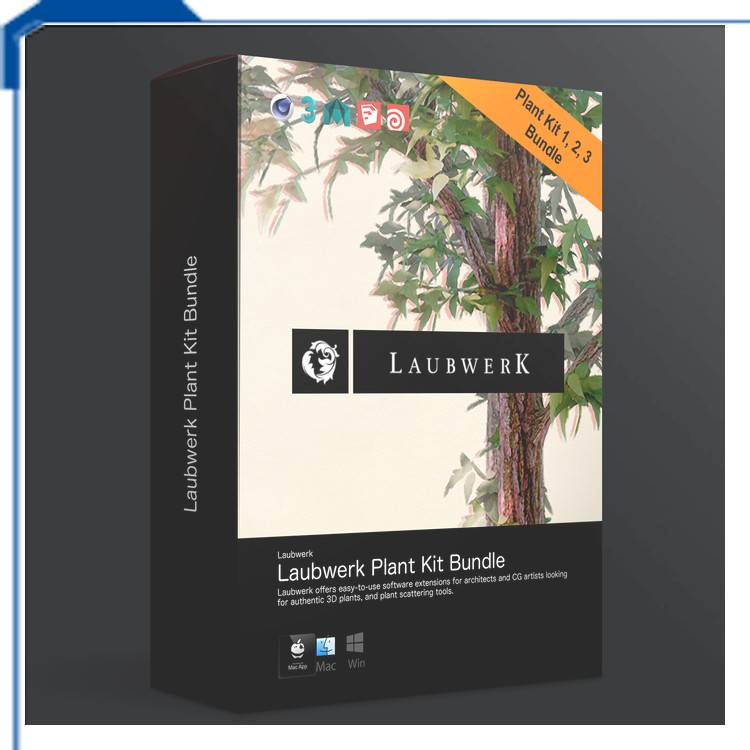 Plant Kit 1, 2, 3
Bundle
Laubwerk Plant Kit Bundle
LAUBWERK
Laubwerk
Laubwerk Plant Kit Bundle
Laubwerk offers easy-to-use software extensions for architects and CG artists looking
for authentic 3D plants, and plant scattering tools.
Mac App
Mac
Win